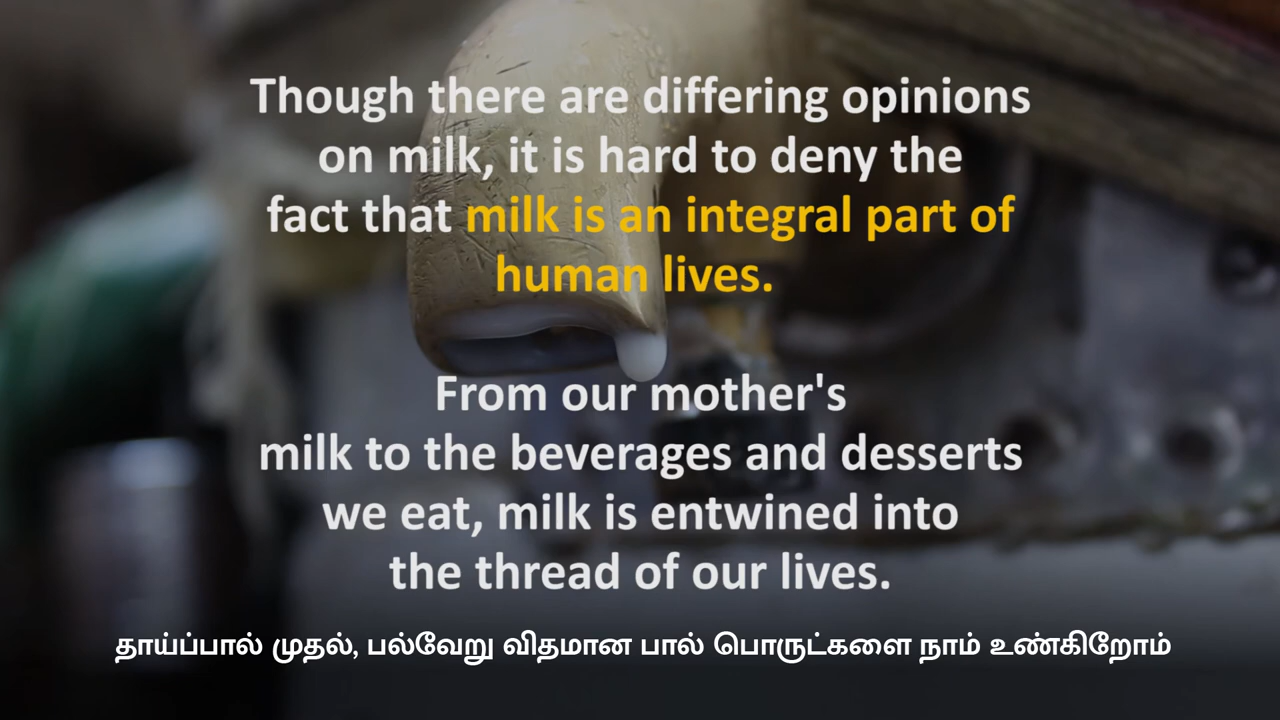 Though there are differing opinions
on milk, it is hard to deny the
fact that milk is an integral part of
human lives.
From our mother's
milk to the beverages and desserts
we eat, milk is entwined into
the thread of our lives.
தாய்ப்பால் முதல், பல்வேறு விதமான பால் பொருட்களை நாம் உண்கிறோம்